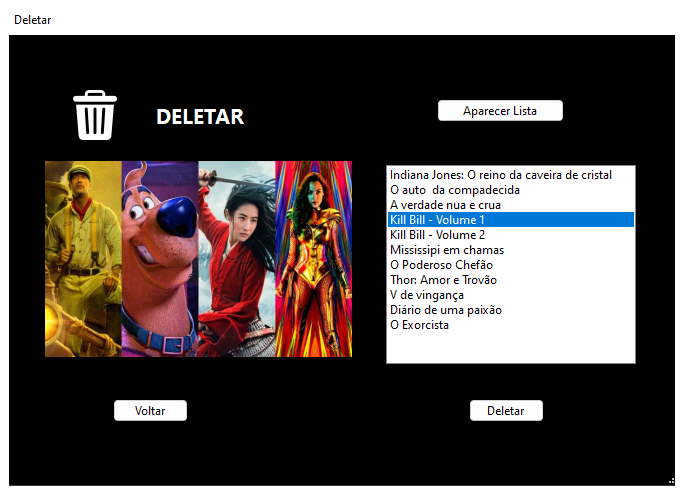 Deletar
DELETAR
Aparecer Lista
Indiana Jones: O reino da caveira de cristal
O auto  da compadecida
A verdade nua e crua
Kill Bill - Volume 1
Kill Bill - Volume 2
Mississipi em chamas
O Poderoso Chefão
Thor: Amor e Trovão
V de vingança
Diário de uma paixão
O Exorcista
Voltar
Deletar